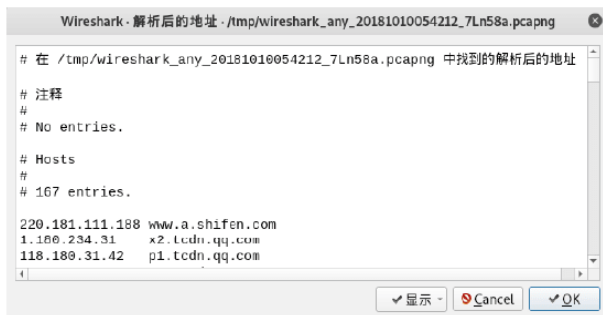 Wireshark · 解析后的地址 · /tmp/wireshark_any_20181010054212_7Ln58a.pcapng
# 在 /tmp/wireshark_any_20181010054212_7Ln58a.pcapng 中找到的解析后的地址
# 注释
#
# No entries.
# Hosts
#
# 167 entries.
220.181.111.188 www.a.shifen.com
1.180.234.31 x2.tcdn.qq.com
118.180.31.42 p1.tcdn.qq.com
显示 Cancel OK